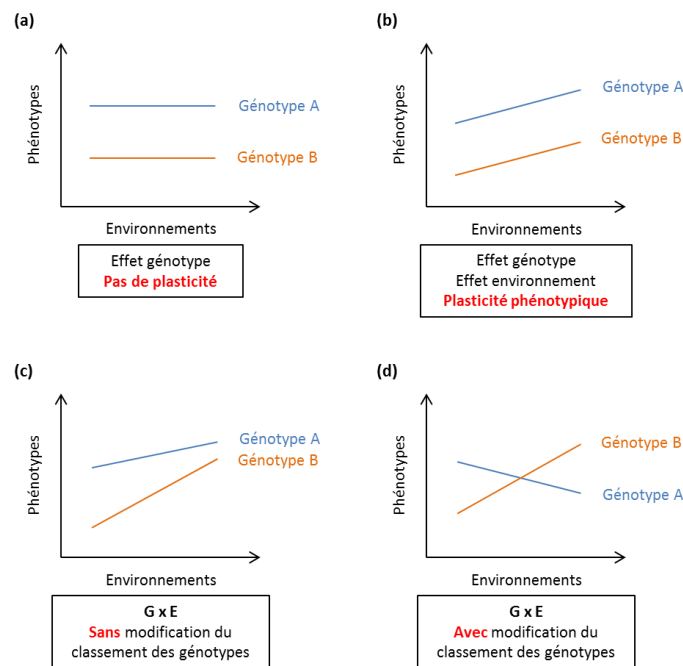 (a)
Phénotypes
Génotype A
Génotype B
Environnements
Effet génotype
Pas de plasticité
(b)
Phénotypes
Génotype A
Génotype B
Environnements
Effet génotype
Effet environnement
Plasticité phénotypique
(c)
Phénotypes
Génotype A
Génotype B
Environnements
G x E
Sans modification du
classement des génotypes
(d)
Phénotypes
Génotype B
Génotype A
Environnements
G x E
Avec modification du
classement des génotypes